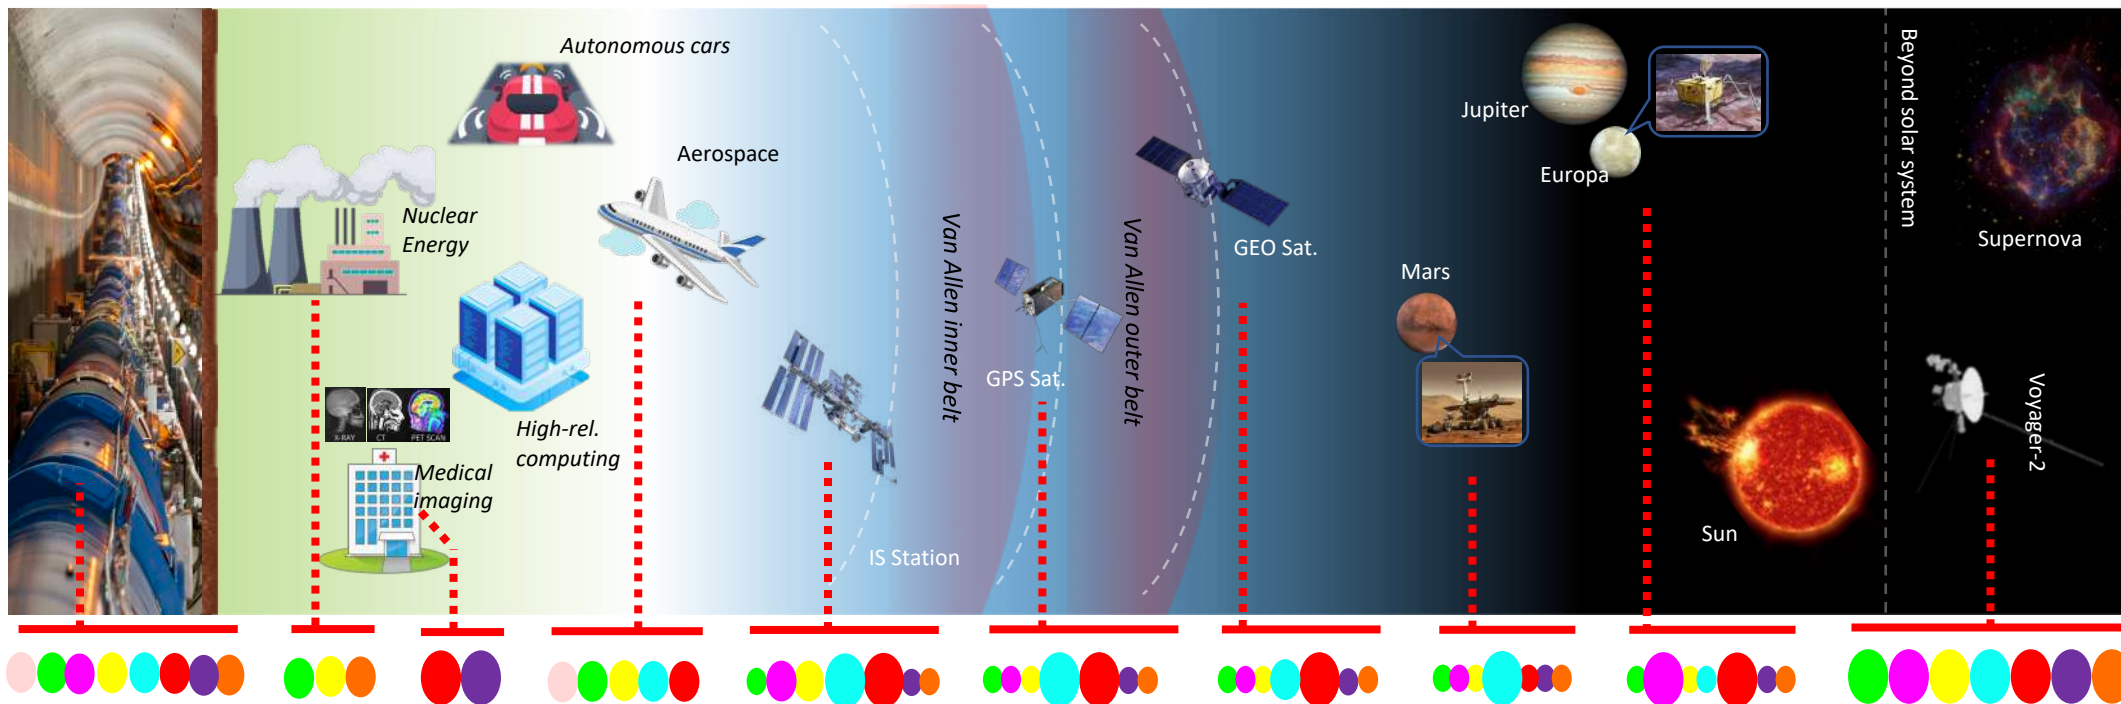 Autonomous cars
Aerospace
Nuclear
Energy
High-rel.
computing
X-RAY
CT
PET SCAN
Medical
imaging
IS Station
Van Allen inner belt
GPS Sat.
Van Allen outer belt
GEO Sat.
Mars
Jupiter
Europa
Sun
Beyond solar system
Supernova
Voyager-2